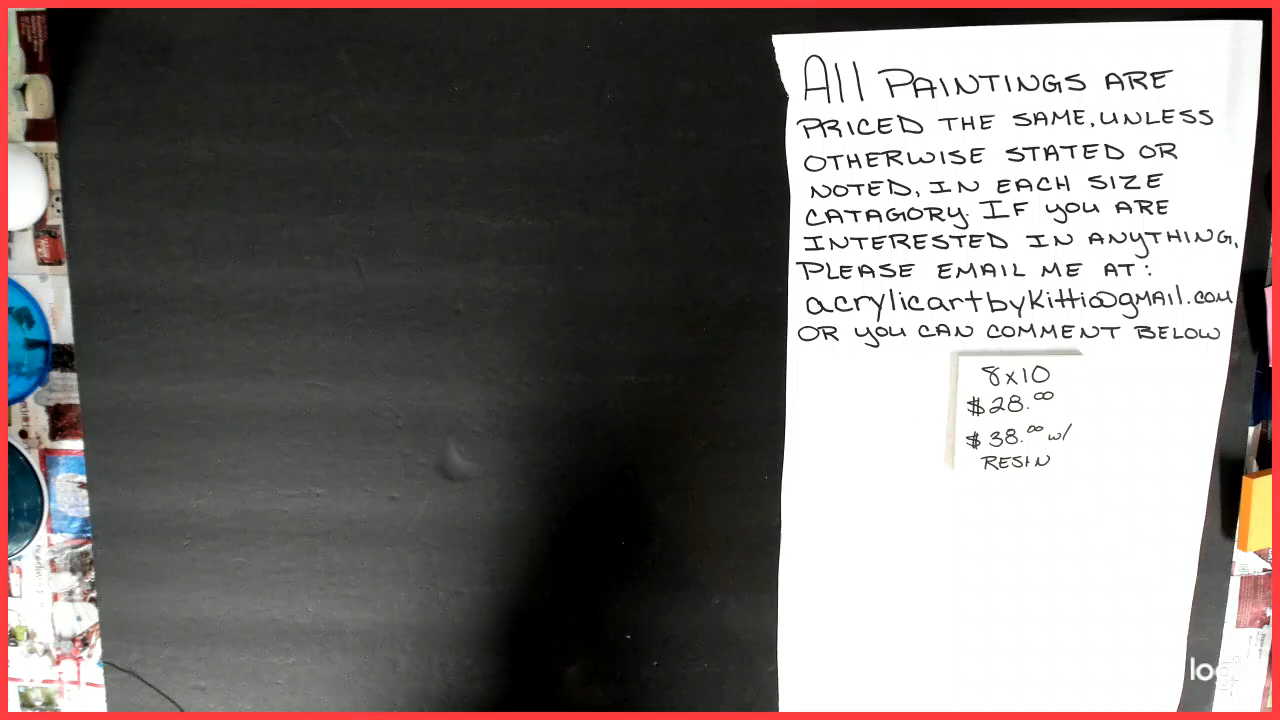 All PAINTINGS ARE
PRICED THE SAME, UNLESS
OTHERWISE STATED OR
NOTED, IN EACH SIZE
CATAGORY. IF YOU ARE
INTERESTED IN ANYTHING,
PLEASE EMAIL ME AT:
acrylicartbykitti@gmail.com
OR YOU CAN COMMENT BELOW
8x10
$28.00
$38.00 w/
RESIN